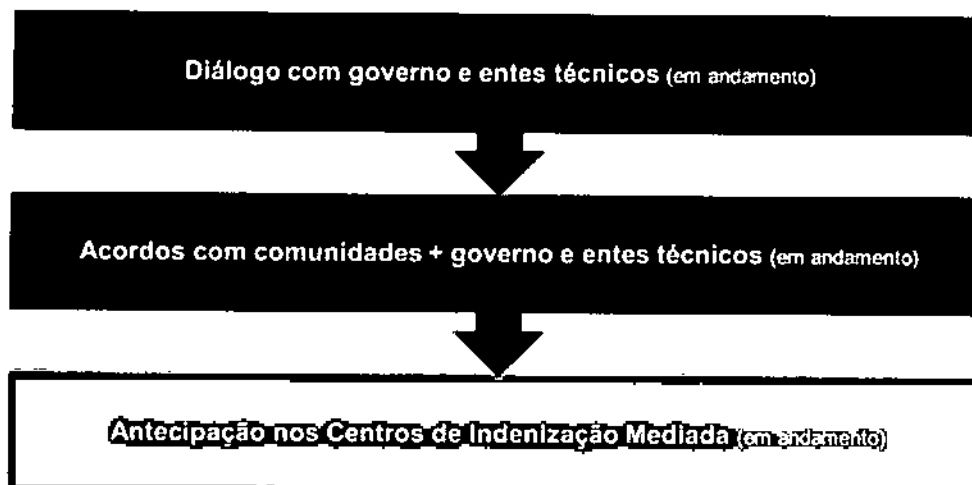 Diálogo com governo e entes técnicos (em andamento)
Acordos com comunidades + governo e entes técnicos (em andamento)
Antecipação nos Centros de Indenização Mediada (em andamento)